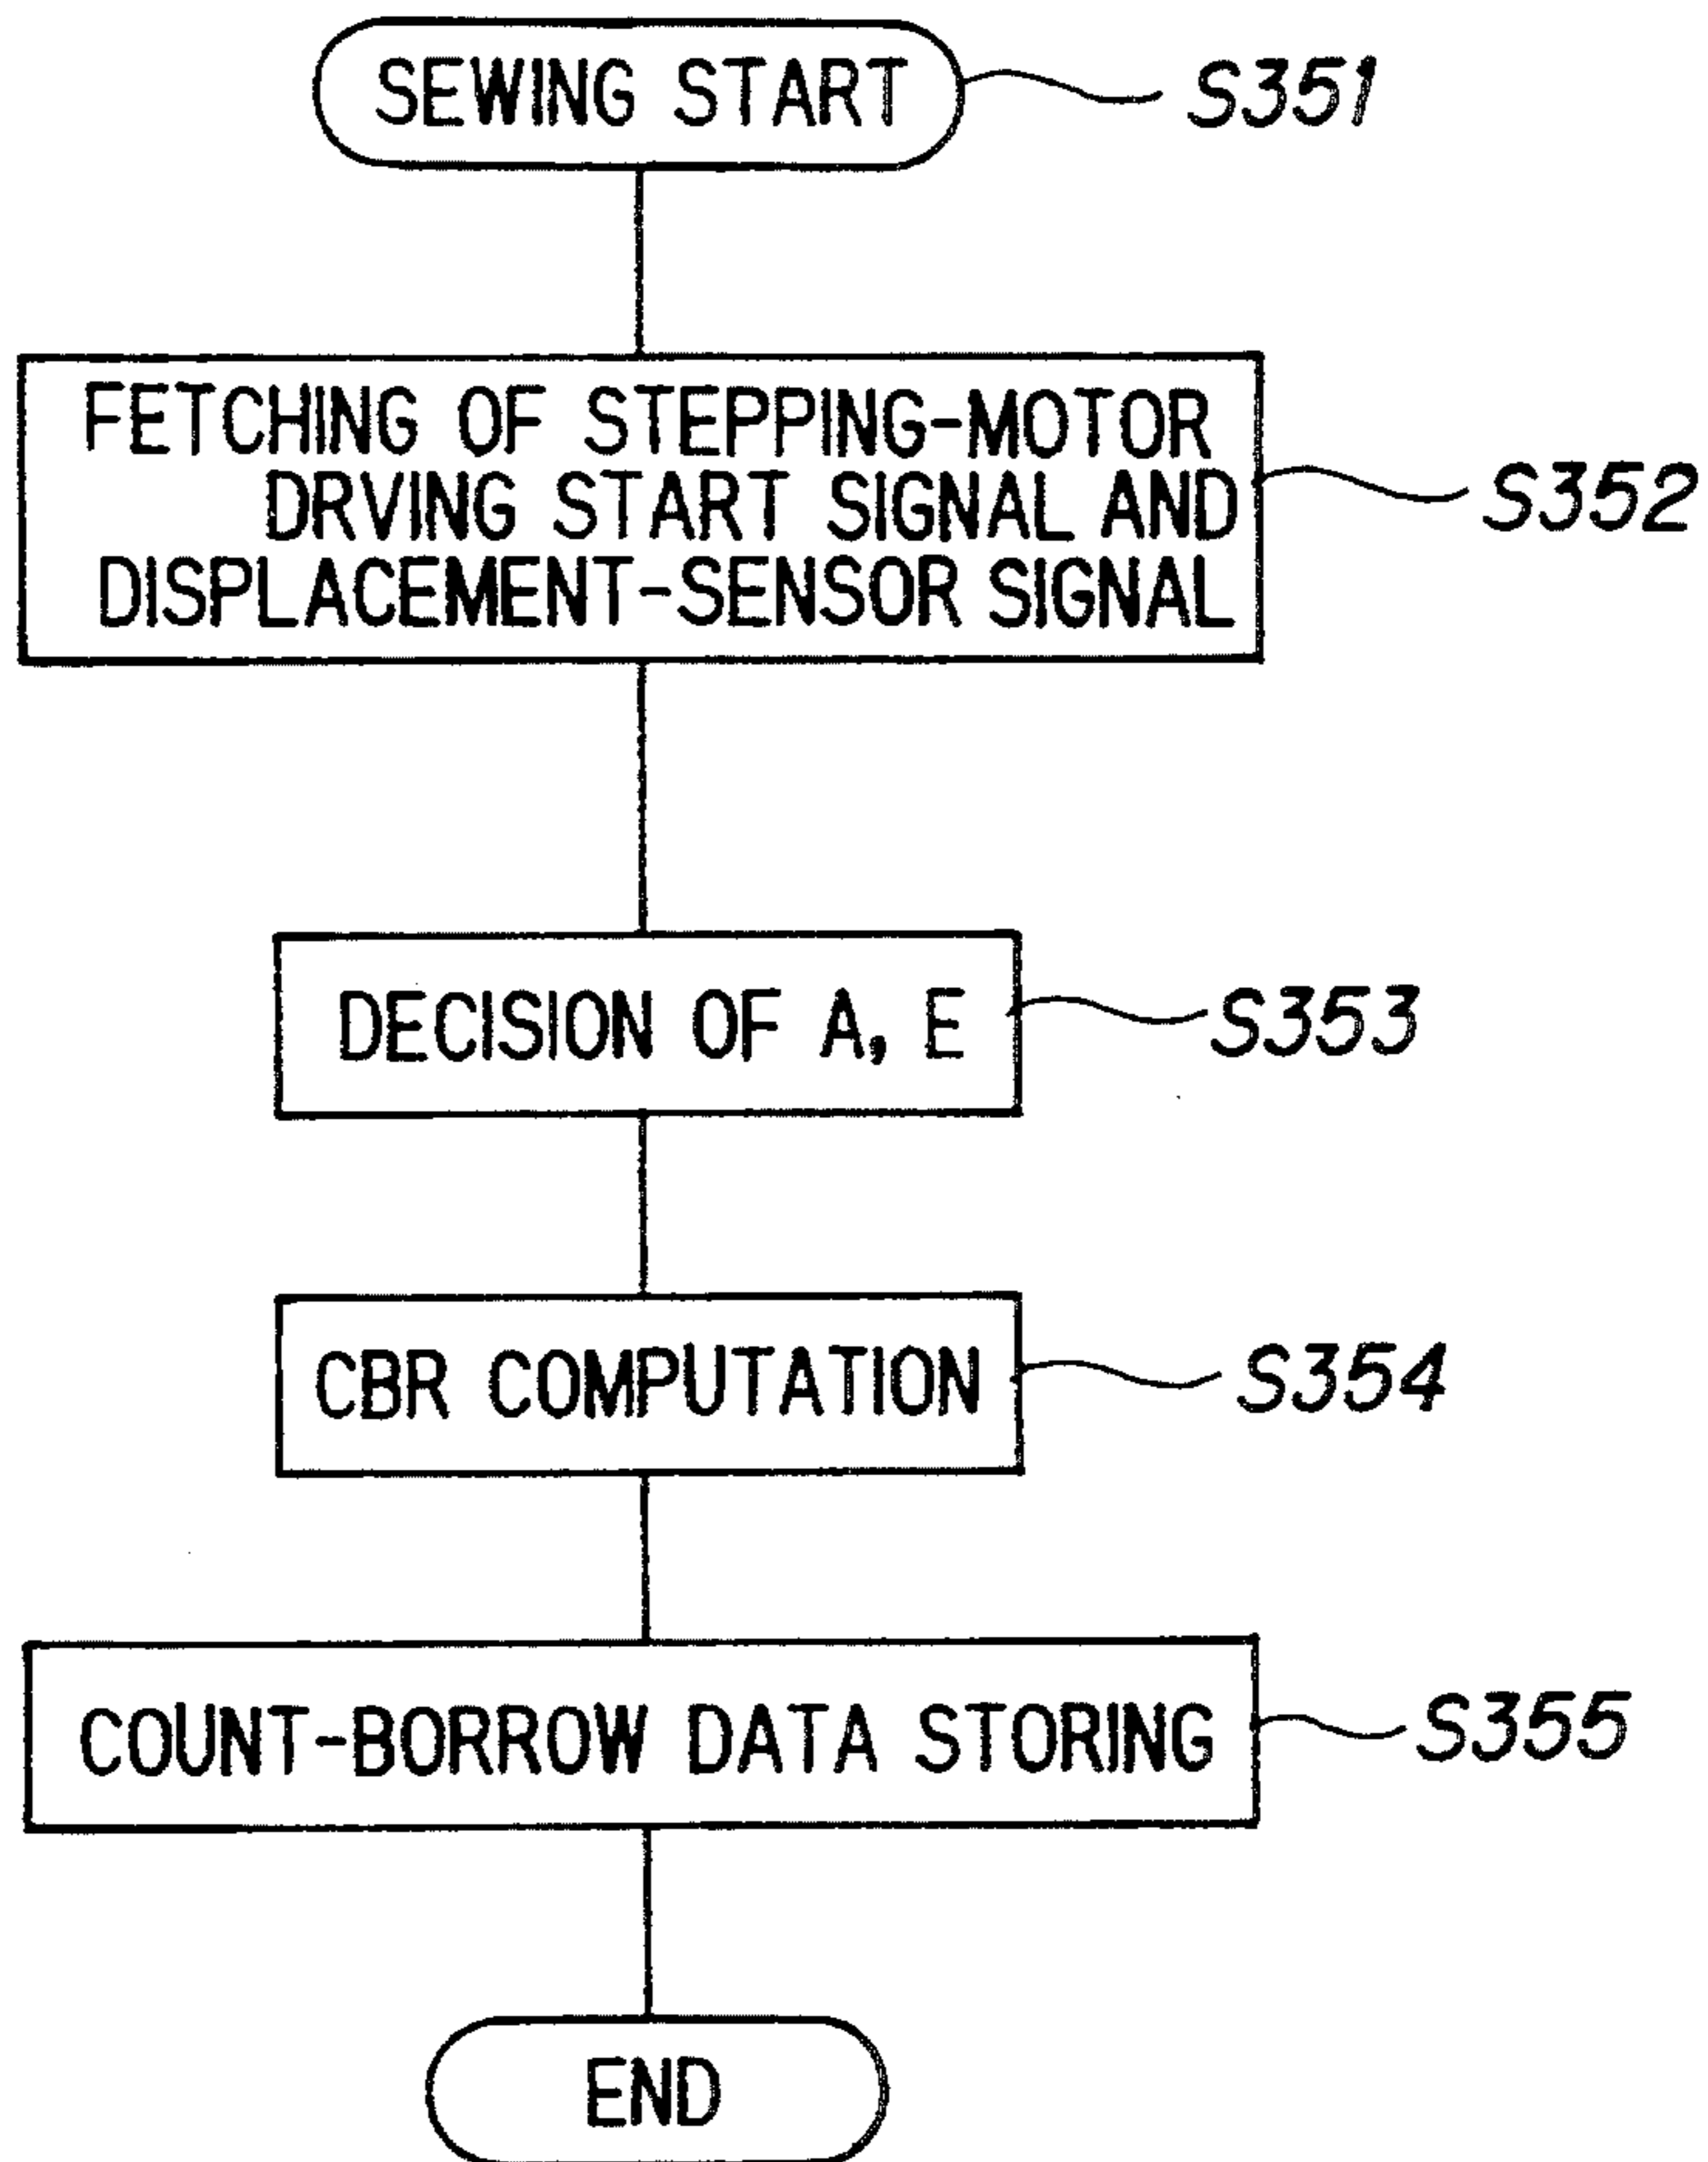 SEWING START
S351
FETCHING OF STEPPING-MOTOR
DRVING START SIGNAL AND
DISPLACEMENT-SENSOR SIGNAL
S352
DECISION OF A, E
S353
CBR COMPUTATION
S354
COUNT-BORROW DATA STORING
S355
END